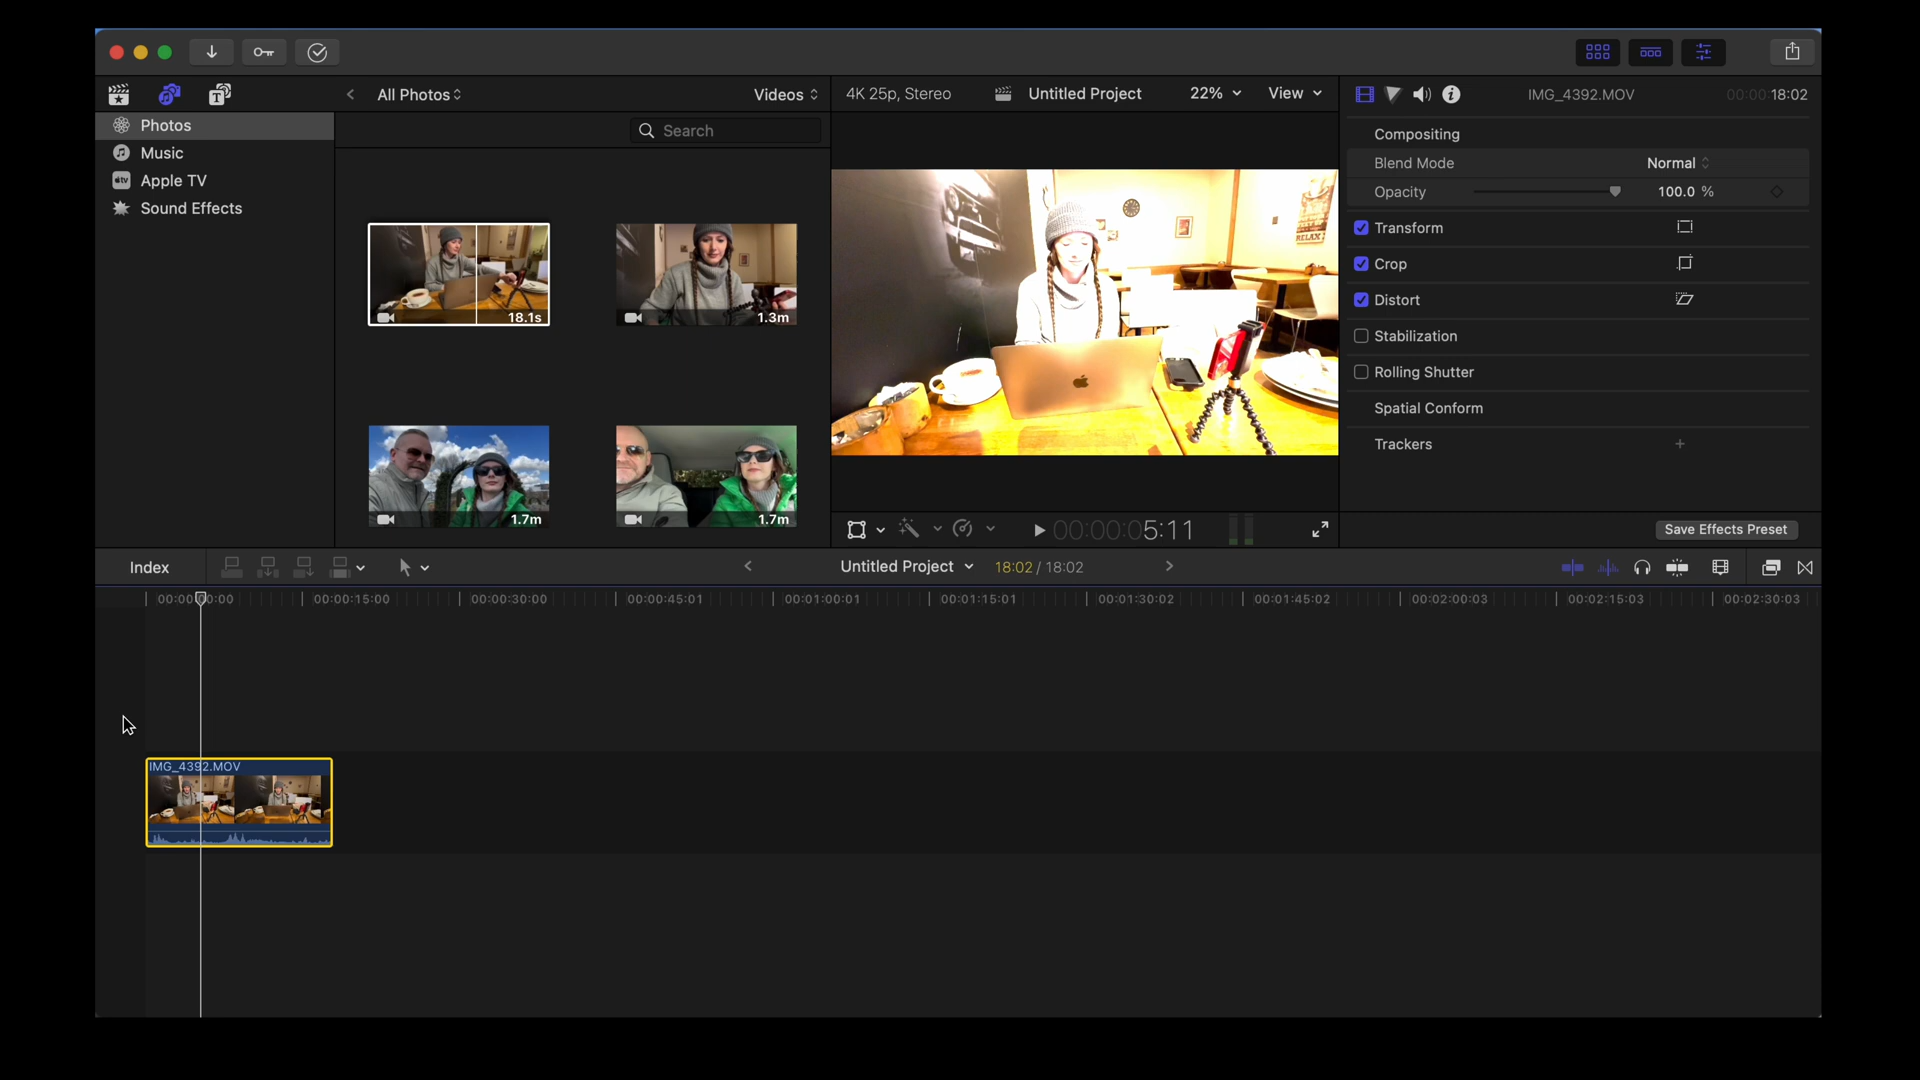 All Photos
Videos
4K 25p, Stereo
Untitled Project
22%
View
IMG_4392.MOV
00:00:18:02
Photos
Music
Apple TV
Sound Effects
Search
18.1s
1.3m
1.7m
1.7m
RELAX
Compositing
Blend Mode
Normal
Opacity
100.0 %
Transform
Crop
Distort
Stabilization
Rolling Shutter
Spatial Conform
Trackers
00:00:05:11
Save Effects Preset
Index
Untitled Project
18:02 / 18:02
00:00:15:00
00:00:30:00
00:00:45:01
00:01:00:01
00:01:15:01
00:01:30:02
00:01:45:02
00:02:00:03
00:02:15:03
00:02:30:03
IMG_4392.MOV